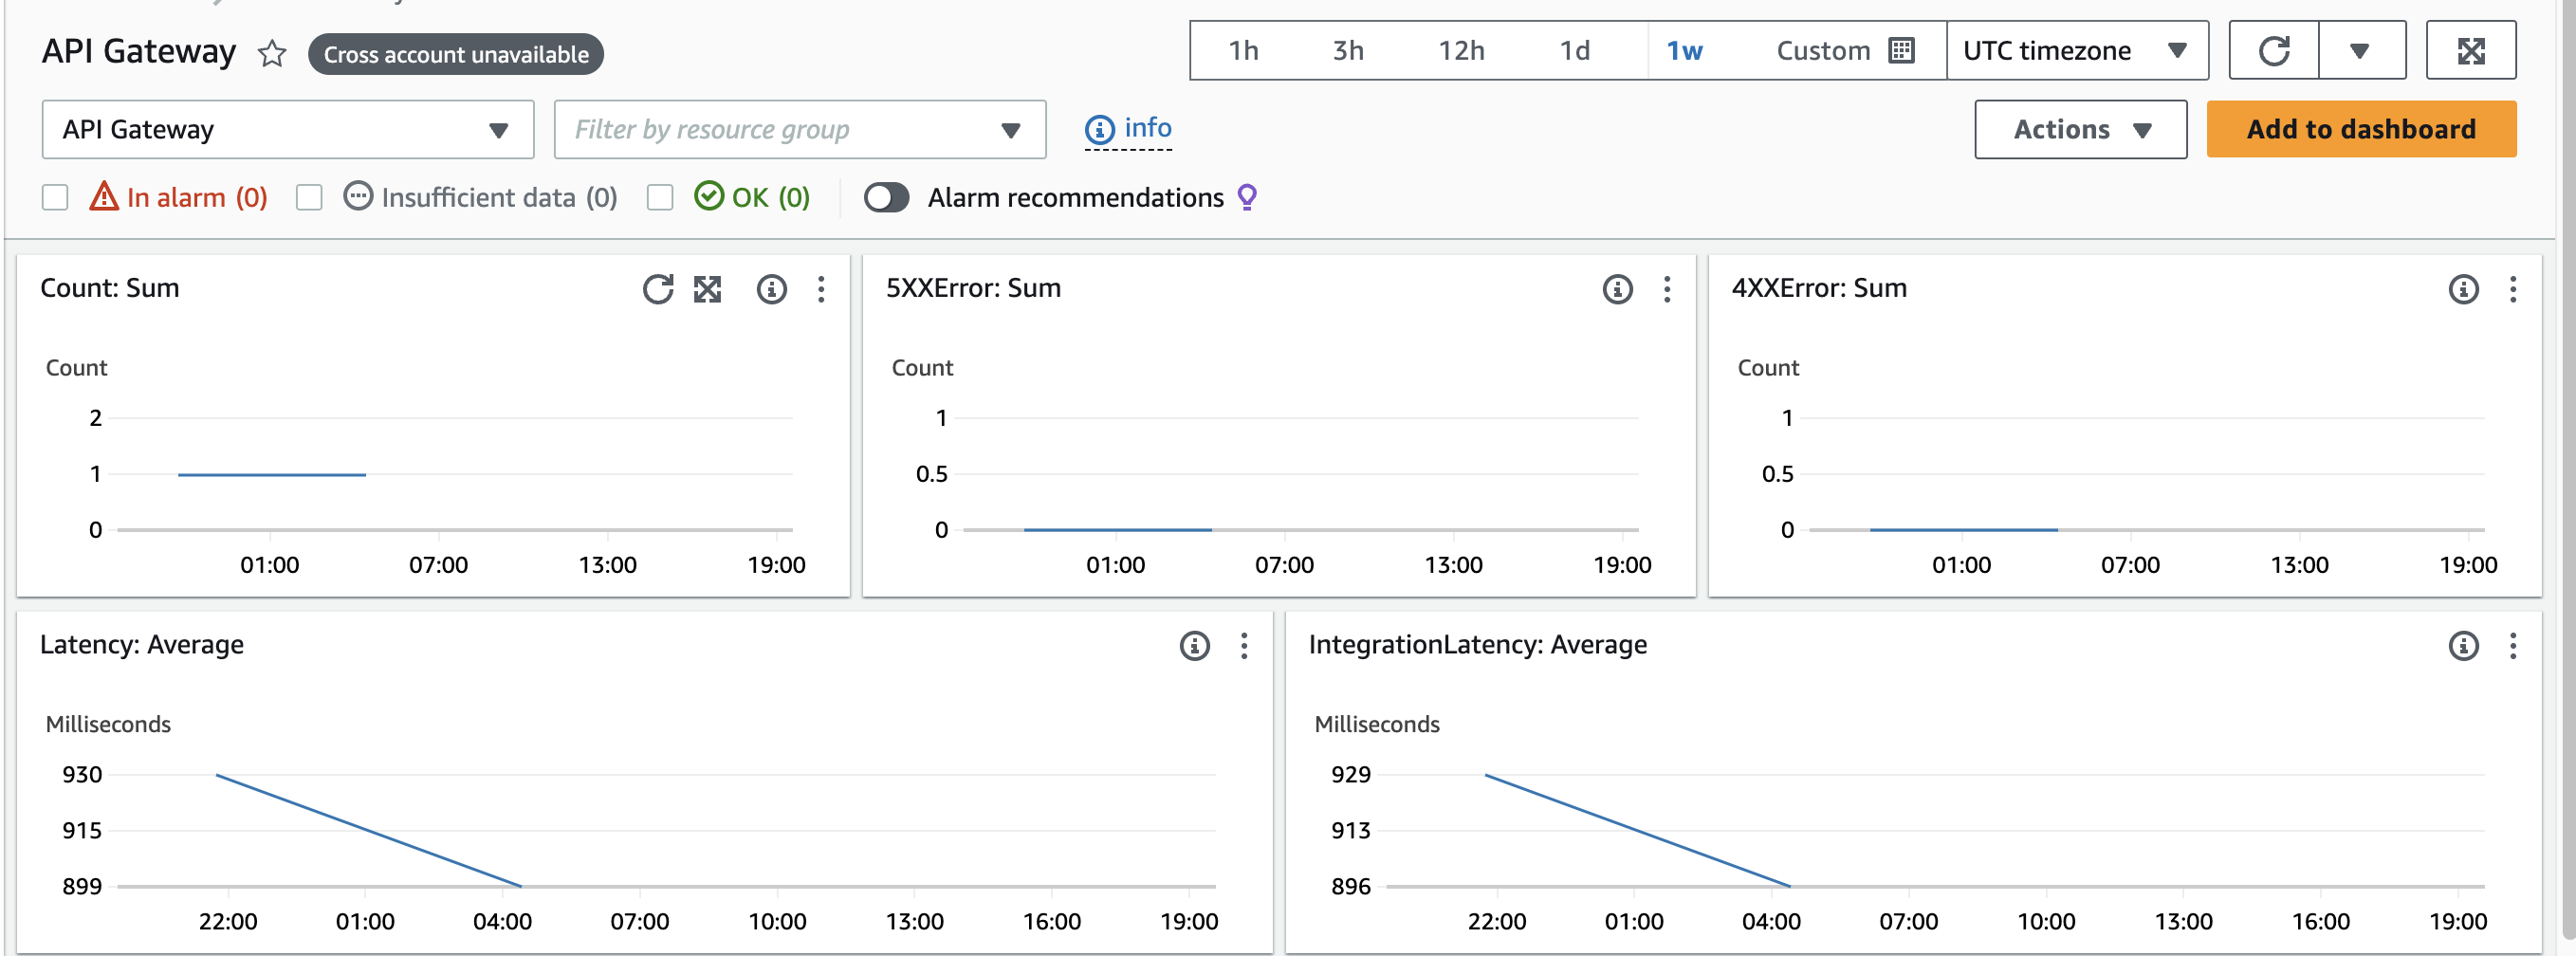 API Gateway Cross account unavailable 1h 3h 12h 1d 1w Custom UTC timezone
API Gateway Filter by resource group info Actions Add to dashboard
In alarm (0) Insufficient data (0) OK (0) Alarm recommendations
Count: Sum
Count
2
1
0
01:00 07:00 13:00 19:00
5XXError: Sum
Count
1
0.5
0
01:00 07:00 13:00 19:00
4XXError: Sum
Count
1
0.5
0
01:00 07:00 13:00 19:00
Latency: Average
Milliseconds
930
915
899
22:00 01:00 04:00 07:00 10:00 13:00 16:00 19:00
IntegrationLatency: Average
Milliseconds
929
913
896
22:00 01:00 04:00 07:00 10:00 13:00 16:00 19:00